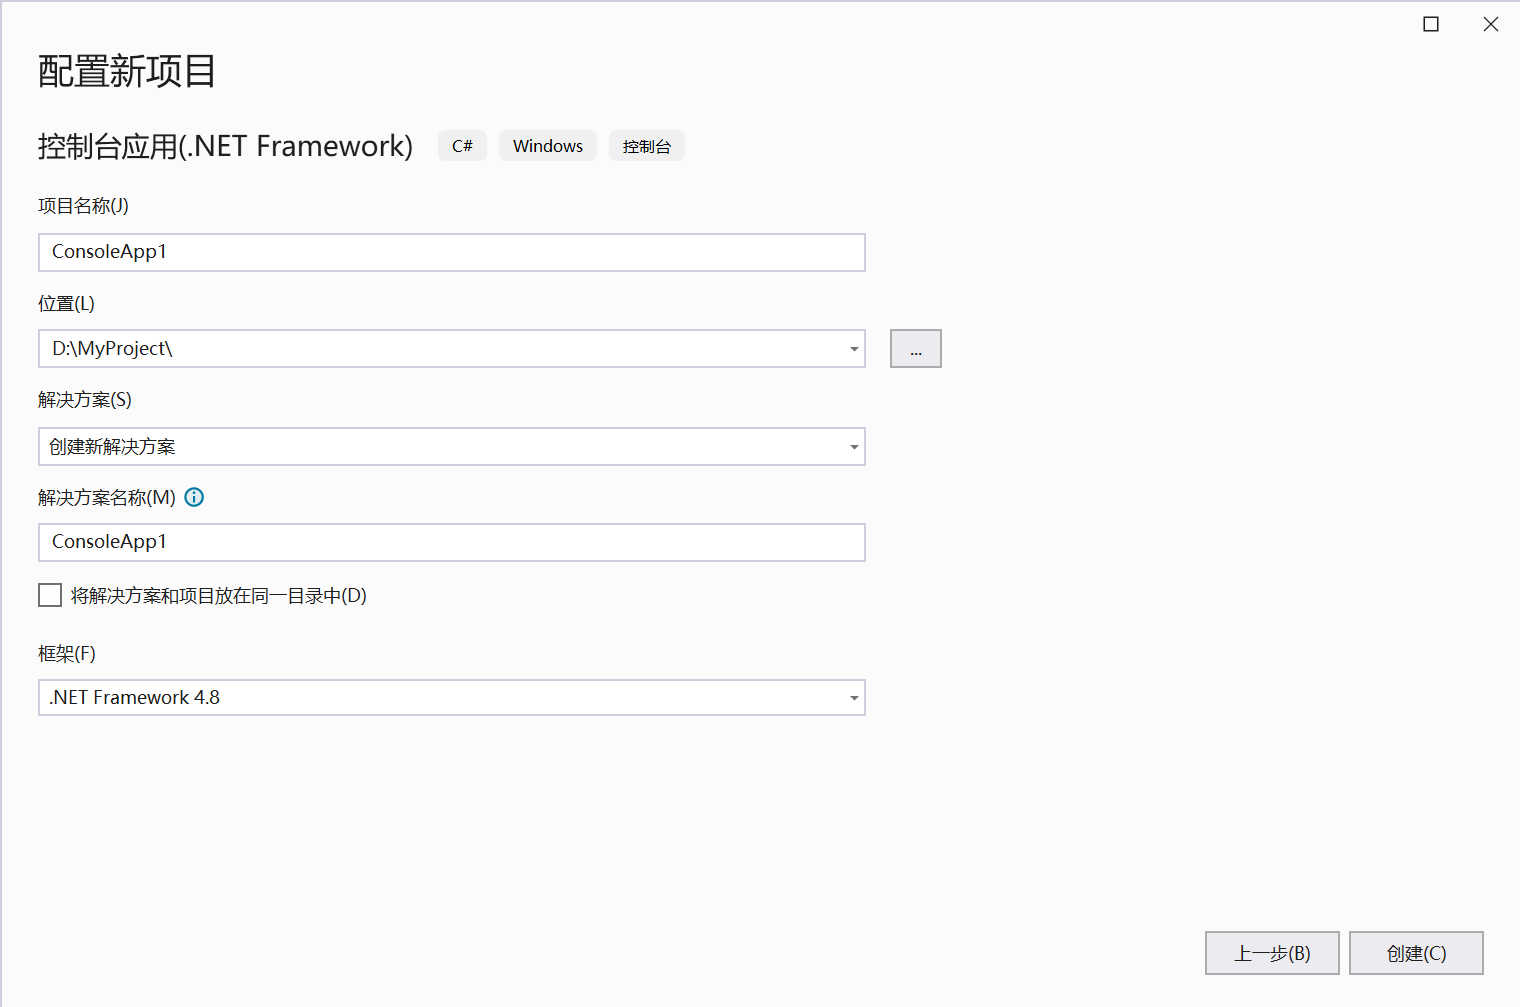 配置新项目
控制台应用(.NET Framework) C# Windows 控制台
项目名称(J)
ConsoleApp1
位置(L)
D:\MyProject\
...
解决方案(S)
创建新解决方案
解决方案名称(M)
ConsoleApp1
将解决方案和项目放在同一目录中(D)
框架(F)
.NET Framework 4.8
上一步(B) 创建(C)